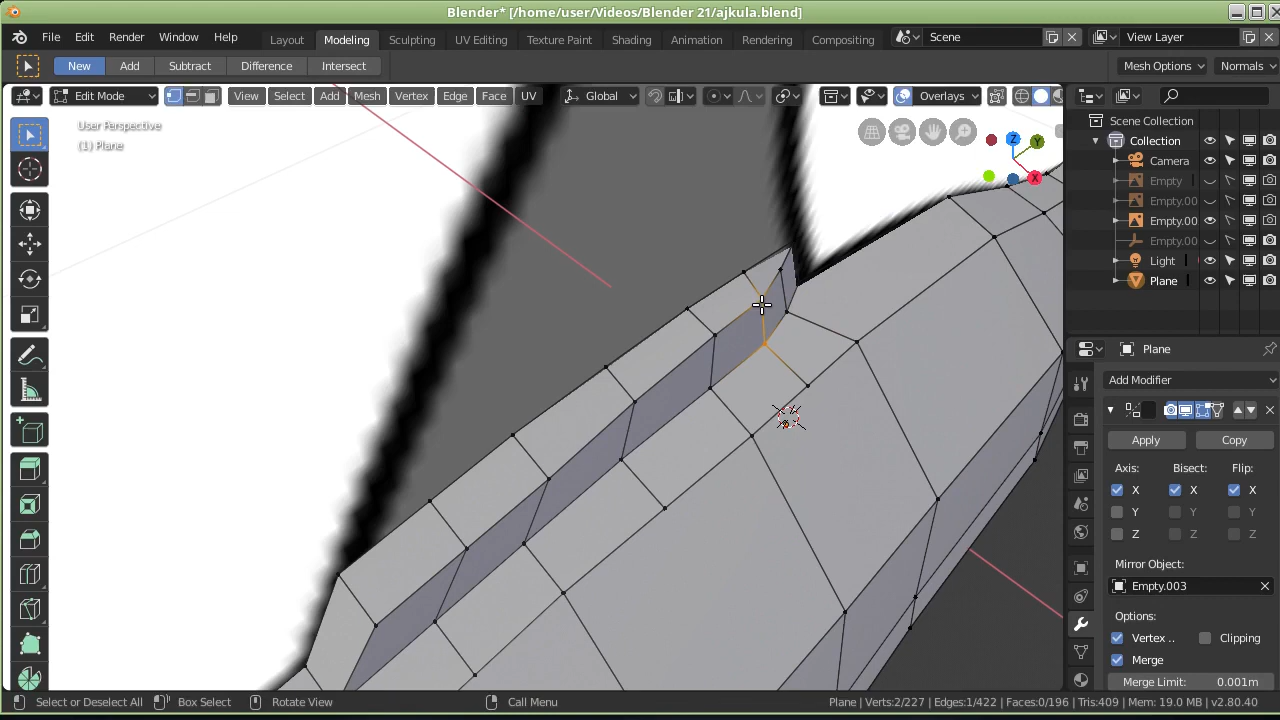 Blender* [/home/user/Videos/Blender 21/ajkula.blend]
File Edit Render Window Help Layout Modeling Sculpting UV Editing Texture Paint Shading Animation Rendering Compositing Scene View Layer
New Add Subtract Difference Intersect Mesh Options Normals
Edit Mode View Select Add Mesh Vertex Edge Face UV Global Overlays
User Perspective
(1) Plane
Z Y X
Scene Collection
Collection
Camera
Empty
Empty.00
Empty.00
Empty.00
Light
Plane
Plane
Add Modifier
Apply Copy
Axis: Bisect: Flip:
X X X
Y Y Y
Z Z Z
Mirror Object:
Empty.003
Options:
Vertex .. Clipping
Merge
Merge Limit: 0.001m
Select or Deselect All Box Select Rotate View Call Menu Plane | Verts:2/227 | Edges:1/422 | Faces:0/196 | Tris:409 | Mem: 19.0 MB | v2.80.40